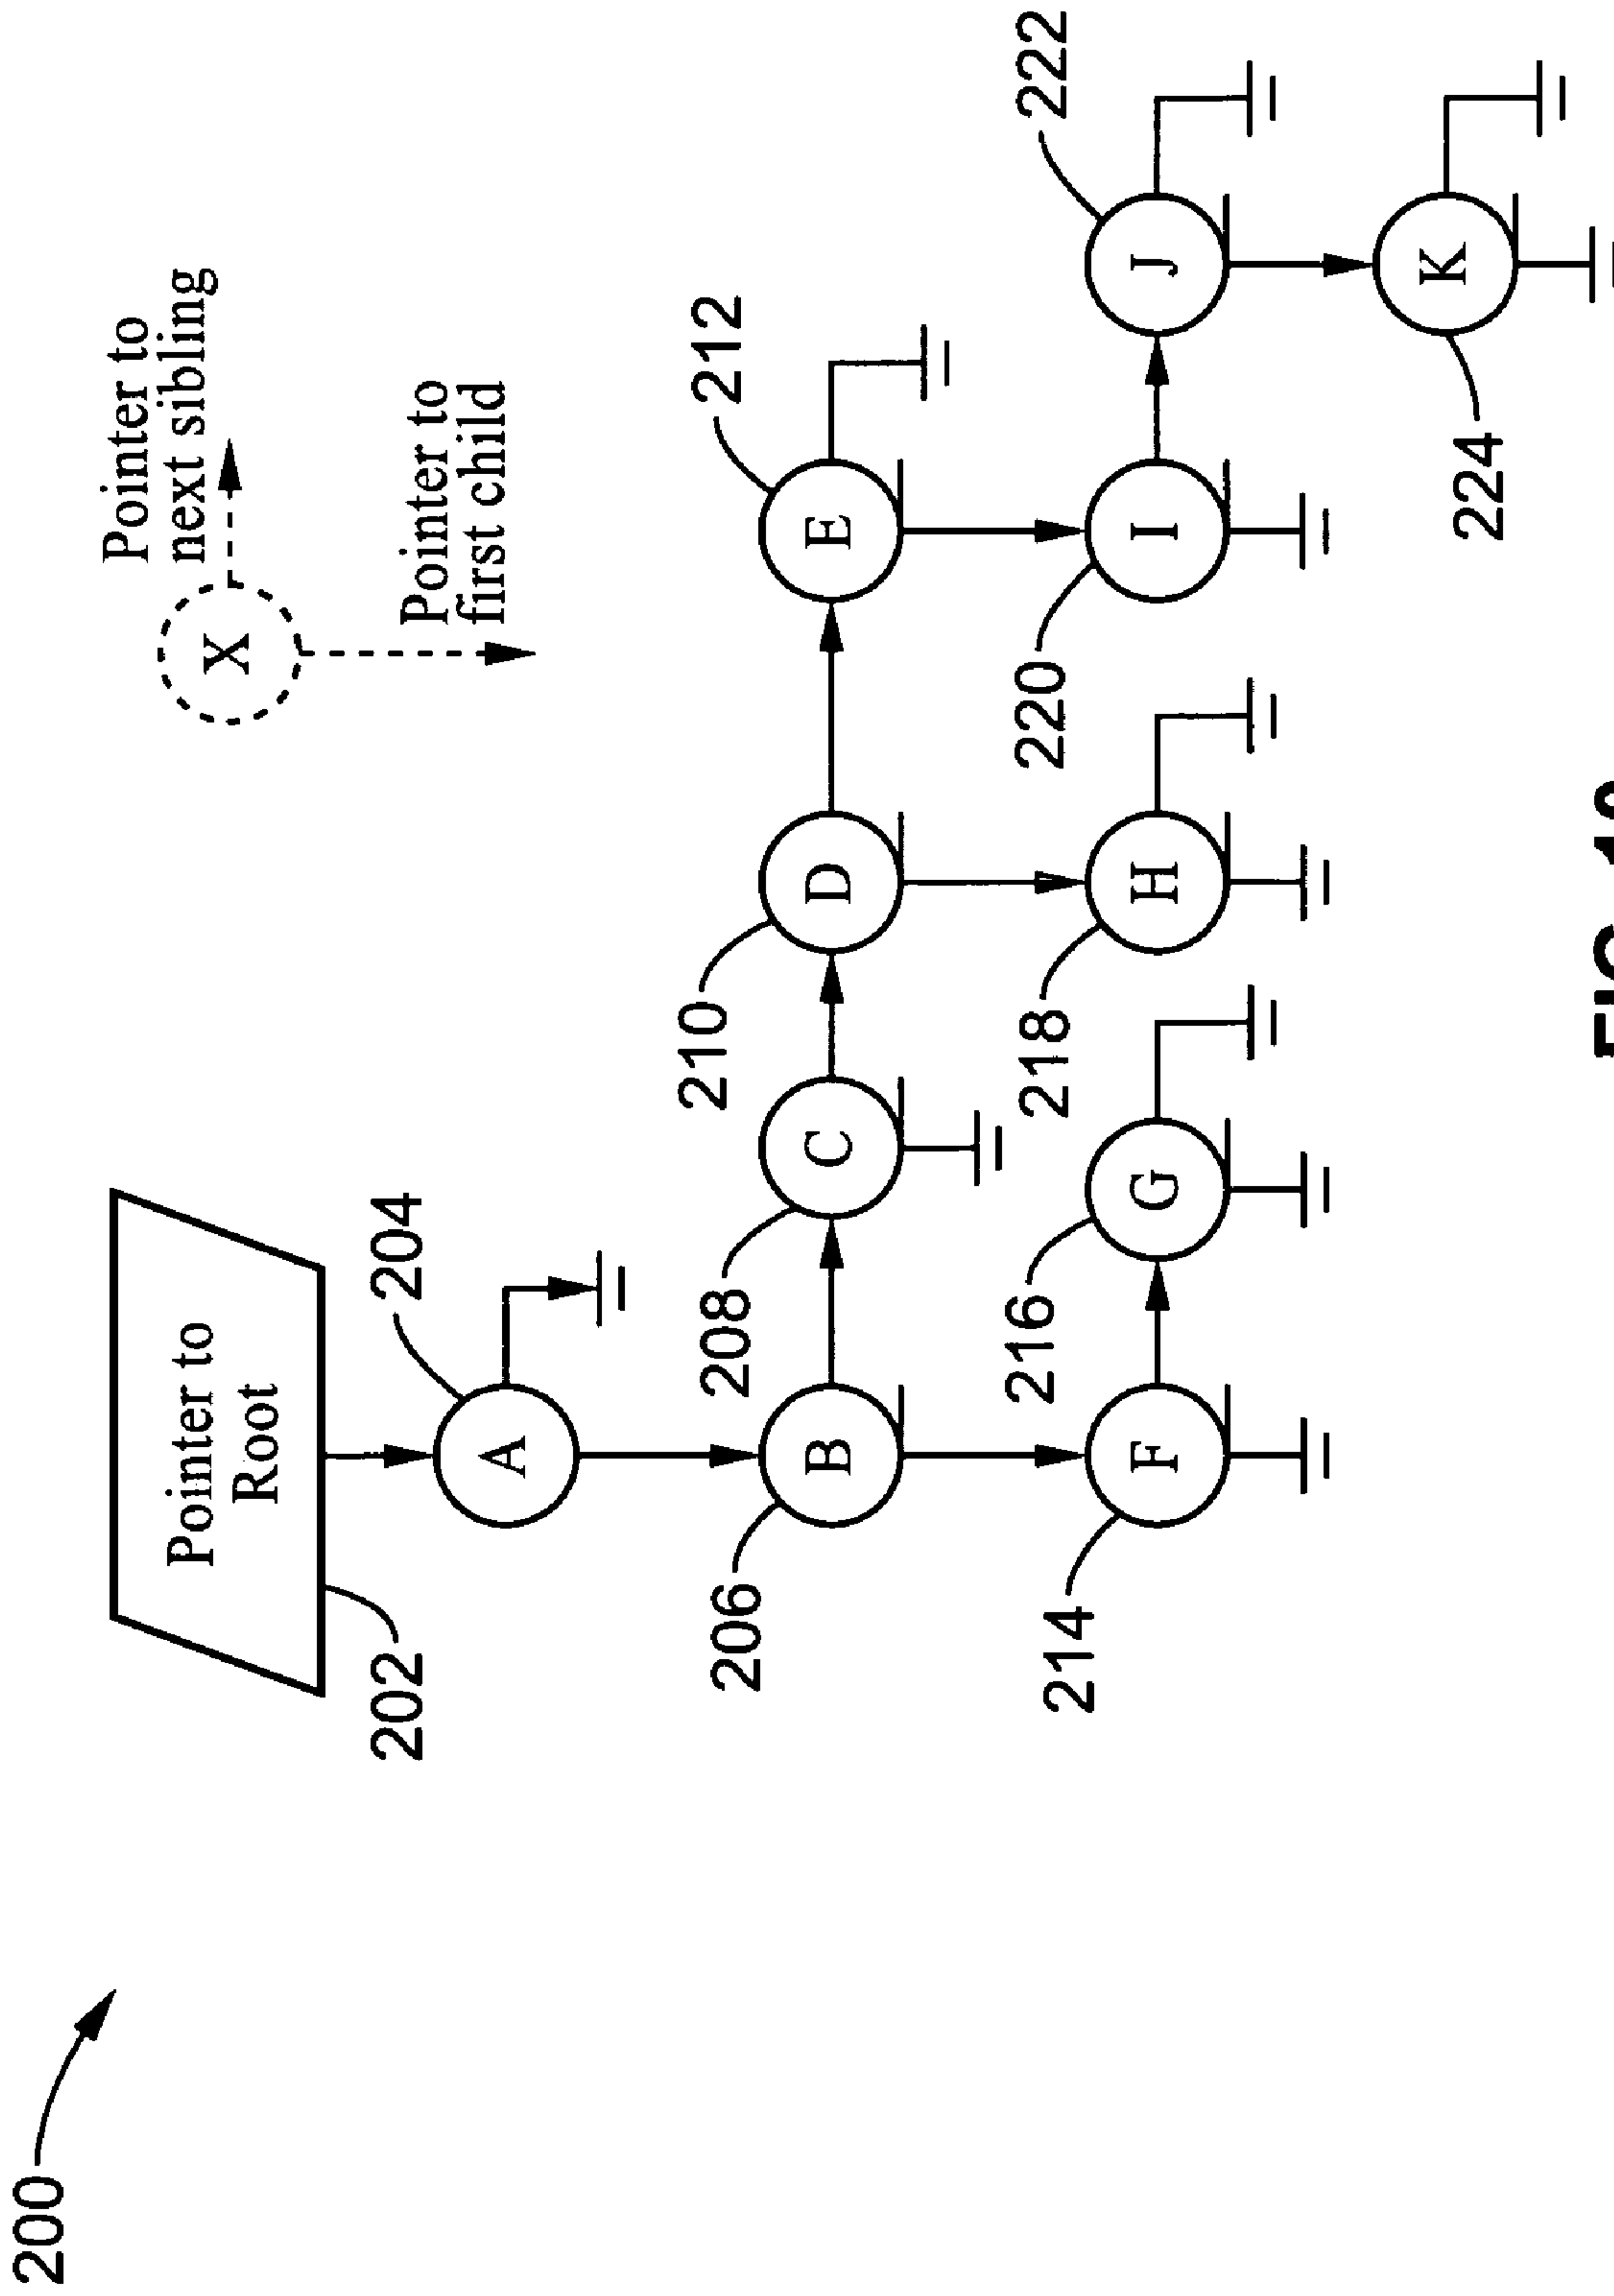 200
Pointer to
Root
202
204
A
X
Pointer to
next sibling
Pointer to
first child
206
B
208
C
210
D
212
E
214
F
216
G
218
H
220
I
222
J
224
K